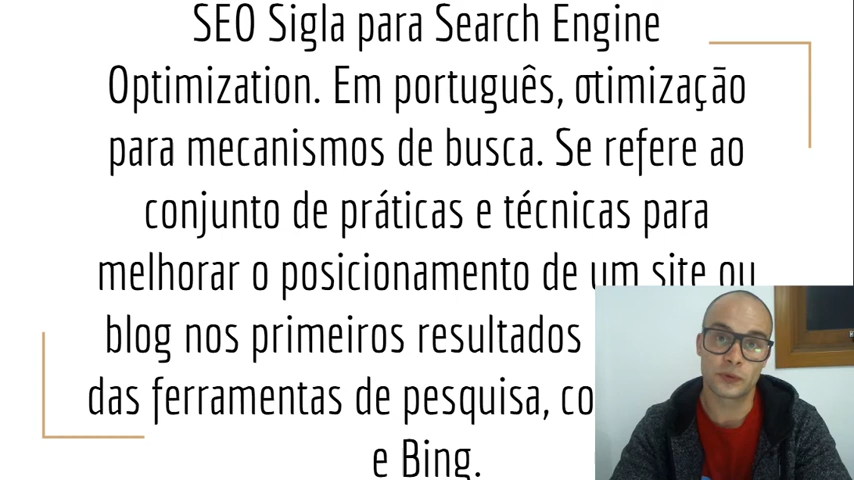 SEO Sigla para Search Engine
Optimization. Em português, otimização
para mecanismos de busca. Se refere ao
conjunto de práticas e técnicas para
melhorar o posicionamento de um site ou
blog nos primeiros resultados
das ferramentas de pesquisa, co
e Bing.